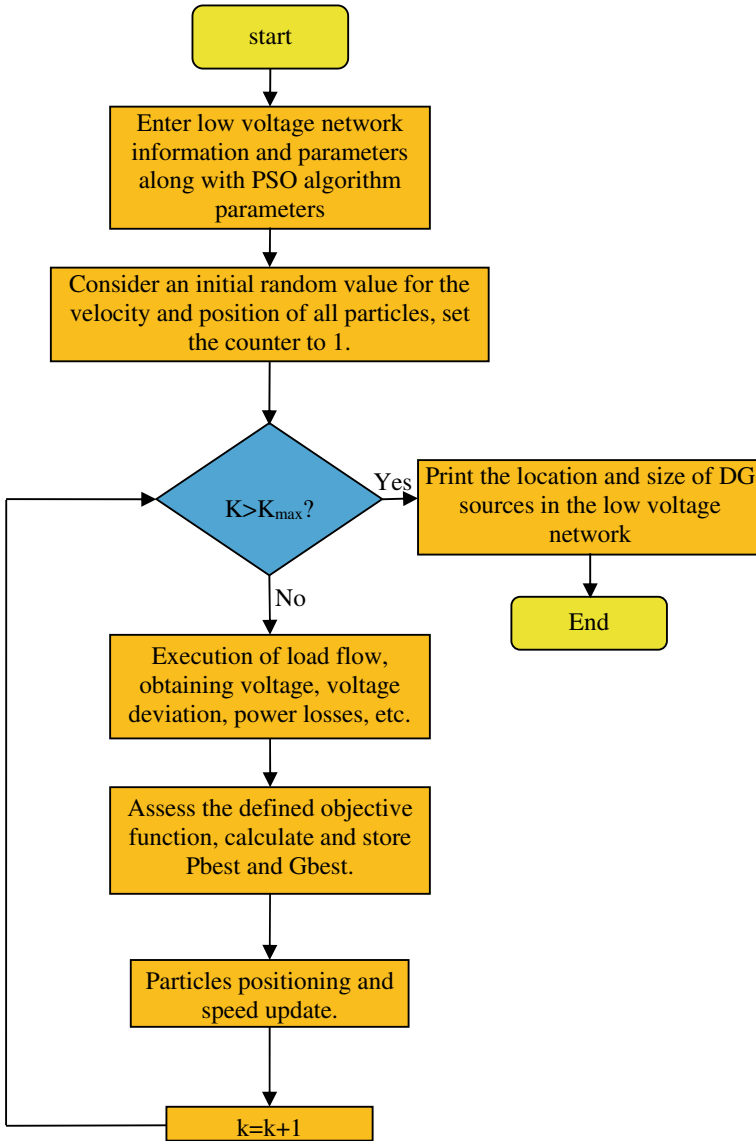 start
Enter low voltage network
information and parameters
along with PSO algorithm
parameters
Consider an initial random value for the
velocity and position of all particles, set
the counter to 1.
K>Kmax?
Yes
Print the location and size of DG
sources in the low voltage
network
End
No
Execution of load flow,
obtaining voltage, voltage
deviation, power losses, etc.
Assess the defined objective
function, calculate and store
Pbest and Gbest.
Particles positioning and
speed update.
k=k+1